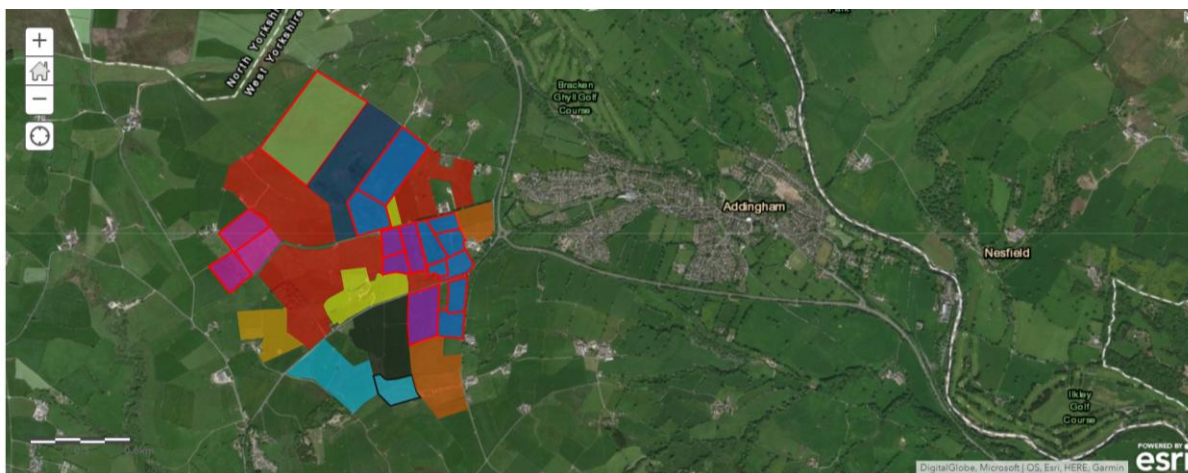 North Yorkshire
West Yorkshire
Bracken
Ghyll Golf
Course
Addingham
Nesfield
Ilkley
Golf
Course
POWERED BY
esri
DigitalGlobe, Microsoft | OS, Esri, HERE, Garmin